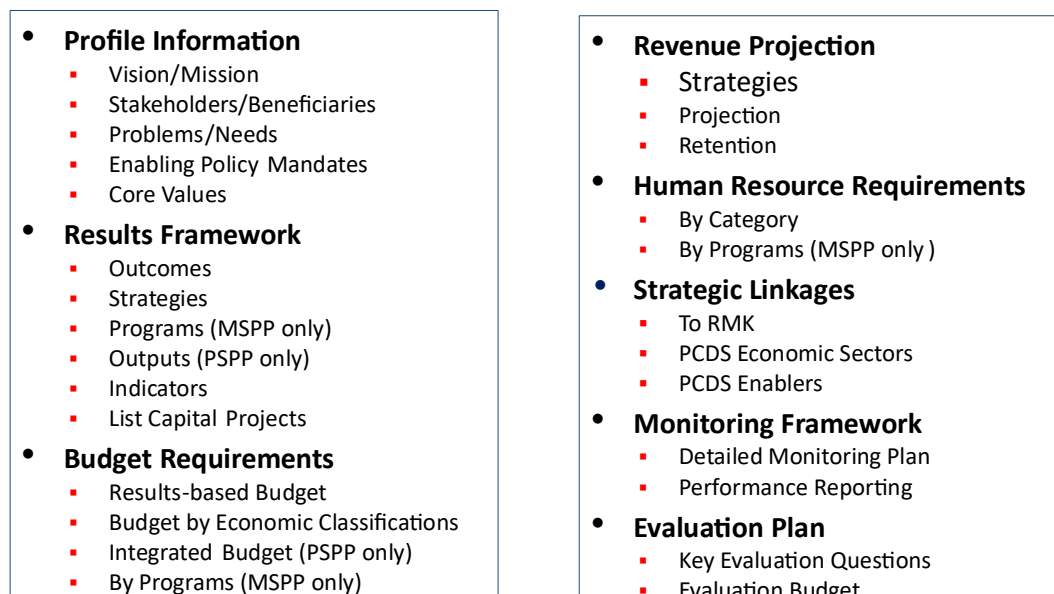 • Profile Information
▪ Vision/Mission
▪ Stakeholders/Beneficiaries
▪ Problems/Needs
▪ Enabling Policy Mandates
▪ Core Values
• Results Framework
▪ Outcomes
▪ Strategies
▪ Programs (MSPP only)
▪ Outputs (PSPP only)
▪ Indicators
▪ List Capital Projects
• Budget Requirements
▪ Results-based Budget
▪ Budget by Economic Classifications
▪ Integrated Budget (PSPP only)
▪ By Programs (MSPP only)
• Revenue Projection
▪ Strategies
▪ Projection
▪ Retention
• Human Resource Requirements
▪ By Category
▪ By Programs (MSPP only )
• Strategic Linkages
▪ To RMK
▪ PCDS Economic Sectors
▪ PCDS Enablers
• Monitoring Framework
▪ Detailed Monitoring Plan
▪ Performance Reporting
• Evaluation Plan
▪ Key Evaluation Questions
▪ Evaluation Budget